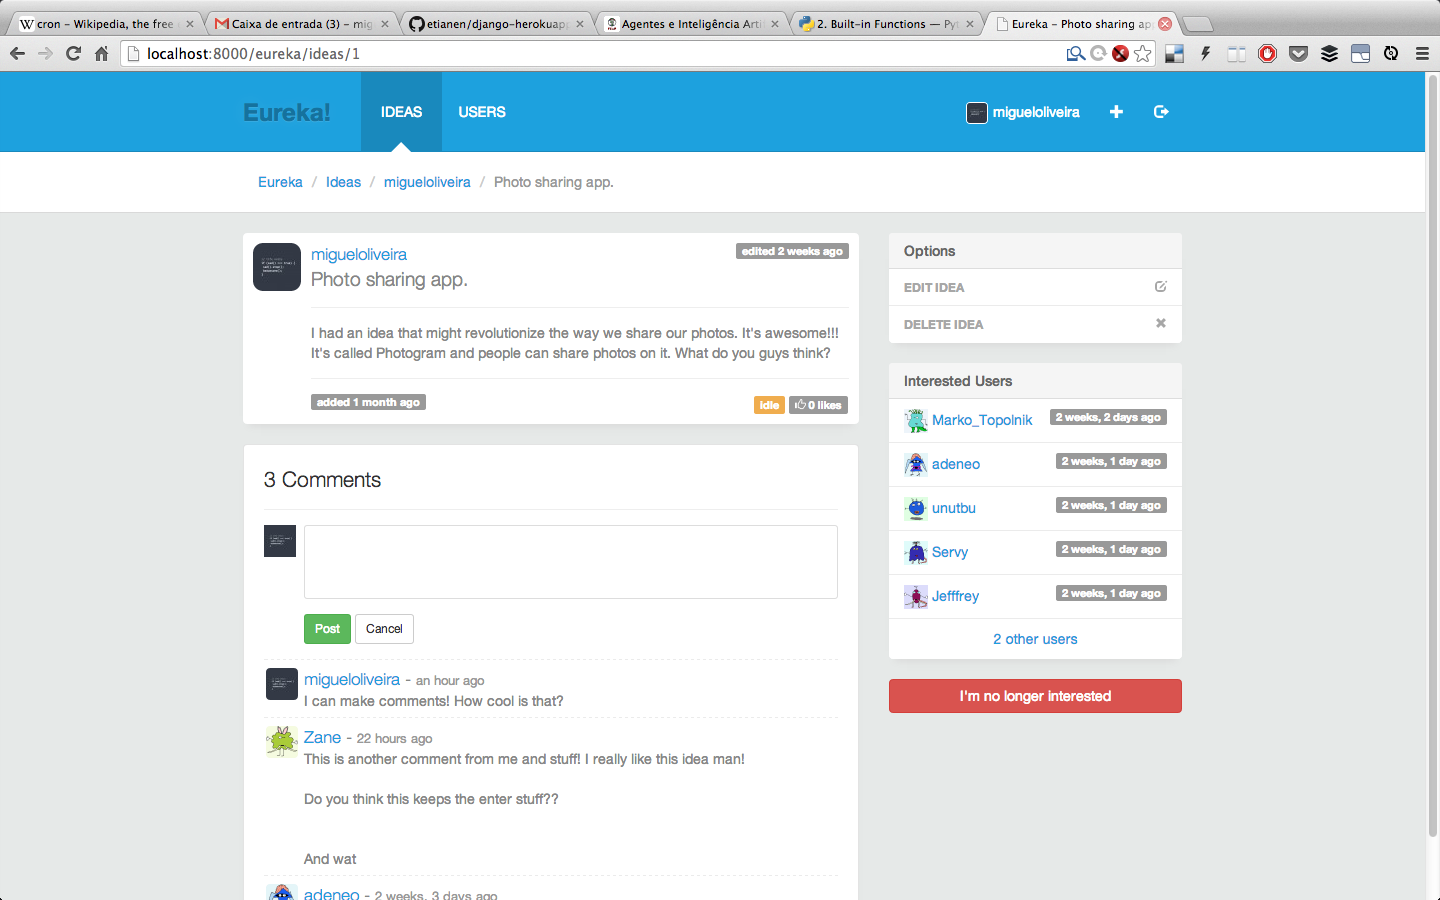 cron - Wikipedia, the free
Caixa de entrada (3) - mig
etianen/django-herokuapp
Agentes e Inteligência Arti
2. Built-in Functions — Pyt
Eureka - Photo sharing ap
localhost:8000/eureka/ideas/1
Eureka!
IDEAS
USERS
migueloliveira
Eureka / Ideas / migueloliveira / Photo sharing app.
migueloliveira
edited 2 weeks ago
Photo sharing app.
I had an idea that might revolutionize the way we share our photos. It's awesome!!!
It's called Photogram and people can share photos on it. What do you guys think?
added 1 month ago
Idle
0 likes
3 Comments
Post
Cancel
migueloliveira - an hour ago
I can make comments! How cool is that?
Zane - 22 hours ago
This is another comment from me and stuff! I really like this idea man!
Do you think this keeps the enter stuff??
And wat
adeneo - 2 weeks, 3 days ago
Options
EDIT IDEA
DELETE IDEA
Interested Users
Marko_Topolnik 2 weeks, 2 days ago
adeneo 2 weeks, 1 day ago
unutbu 2 weeks, 1 day ago
Servy 2 weeks, 1 day ago
Jefffrey 2 weeks, 1 day ago
2 other users
I'm no longer interested